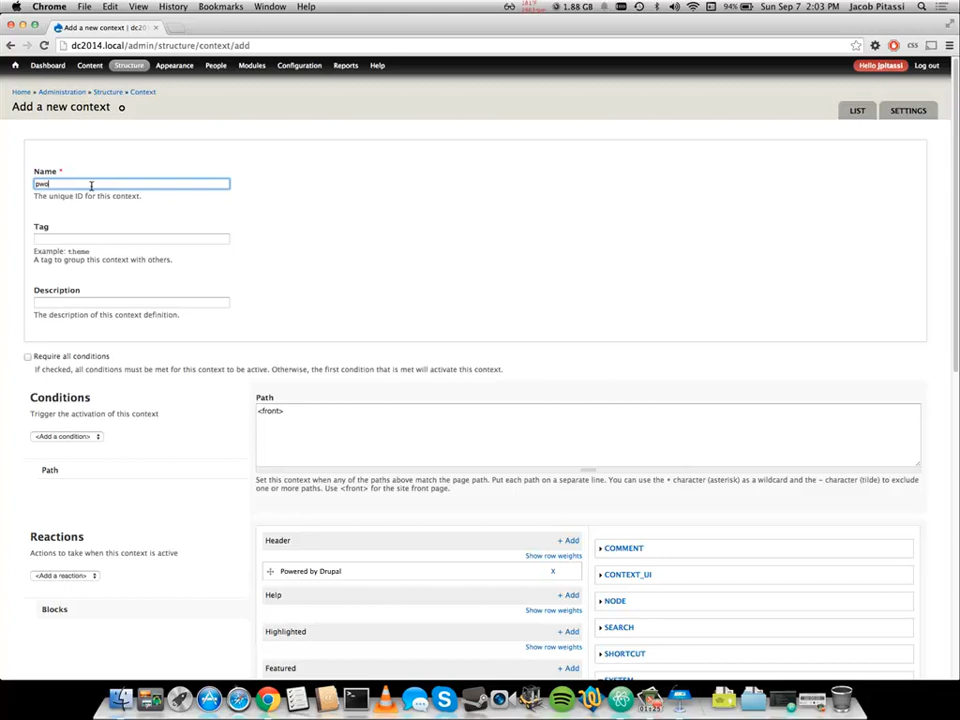 Chrome File Edit View History Bookmarks Window Help 1.88 GB 94% Sun Sep 7 2:03 PM Jacob Pitassi
Add a new context | dc20
dc2014.local/admin/structure/context/add CSS
Dashboard Content Structure Appearance People Modules Configuration Reports Help Hello jpitassi Log out
Home » Administration » Structure » Context
Add a new context
LIST SETTINGS
Name *
pwo
The unique ID for this context.
Tag
Example: theme
A tag to group this context with others.
Description
The description of this context definition.
Require all conditions
If checked, all conditions must be met for this context to be active. Otherwise, the first condition that is met will activate this context.
Conditions
Trigger the activation of this context
<Add a condition>
Path
Path
<front>
Set this context when any of the paths above match the page path. Put each path on a separate line. You can use the * character (asterisk) as a wildcard and the ~ character (tilde) to exclude
one or more paths. Use <front> for the site front page.
Reactions
Actions to take when this context is active
<Add a reaction>
Blocks
Header + Add
Show row weights
Powered by Drupal X
Help + Add
Show row weights
Highlighted + Add
Show row weights
Featured + Add
COMMENT
CONTEXT_UI
NODE
SEARCH
SHORTCUT
SYSTEM
01:25